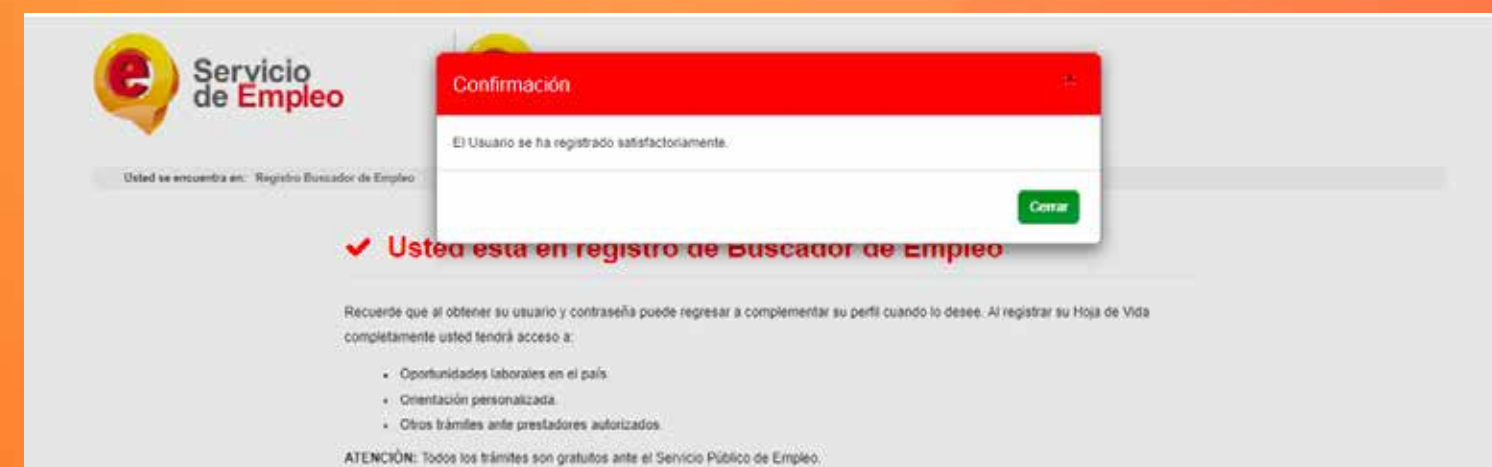 e
Servicio
de Empleo
Confirmación
×
El Usuario se ha registrado satisfactoriamente.
Cerrar
Usted se encuentra en: Registro Buscador de Empleo
Usted está en registro de Buscador de Empleo
Recuerde que al obtener su usuario y contraseña puede regresar a complementar su perfil cuando lo desee. Al registrar su Hoja de Vida
completamente usted tendrá acceso a:
• Oportunidades laborales en el país.
• Orientación personalizada.
• Otros trámites ante prestadores autorizados.
ATENCIÓN: Todos los trámites son gratuitos ante el Servicio Público de Empleo.